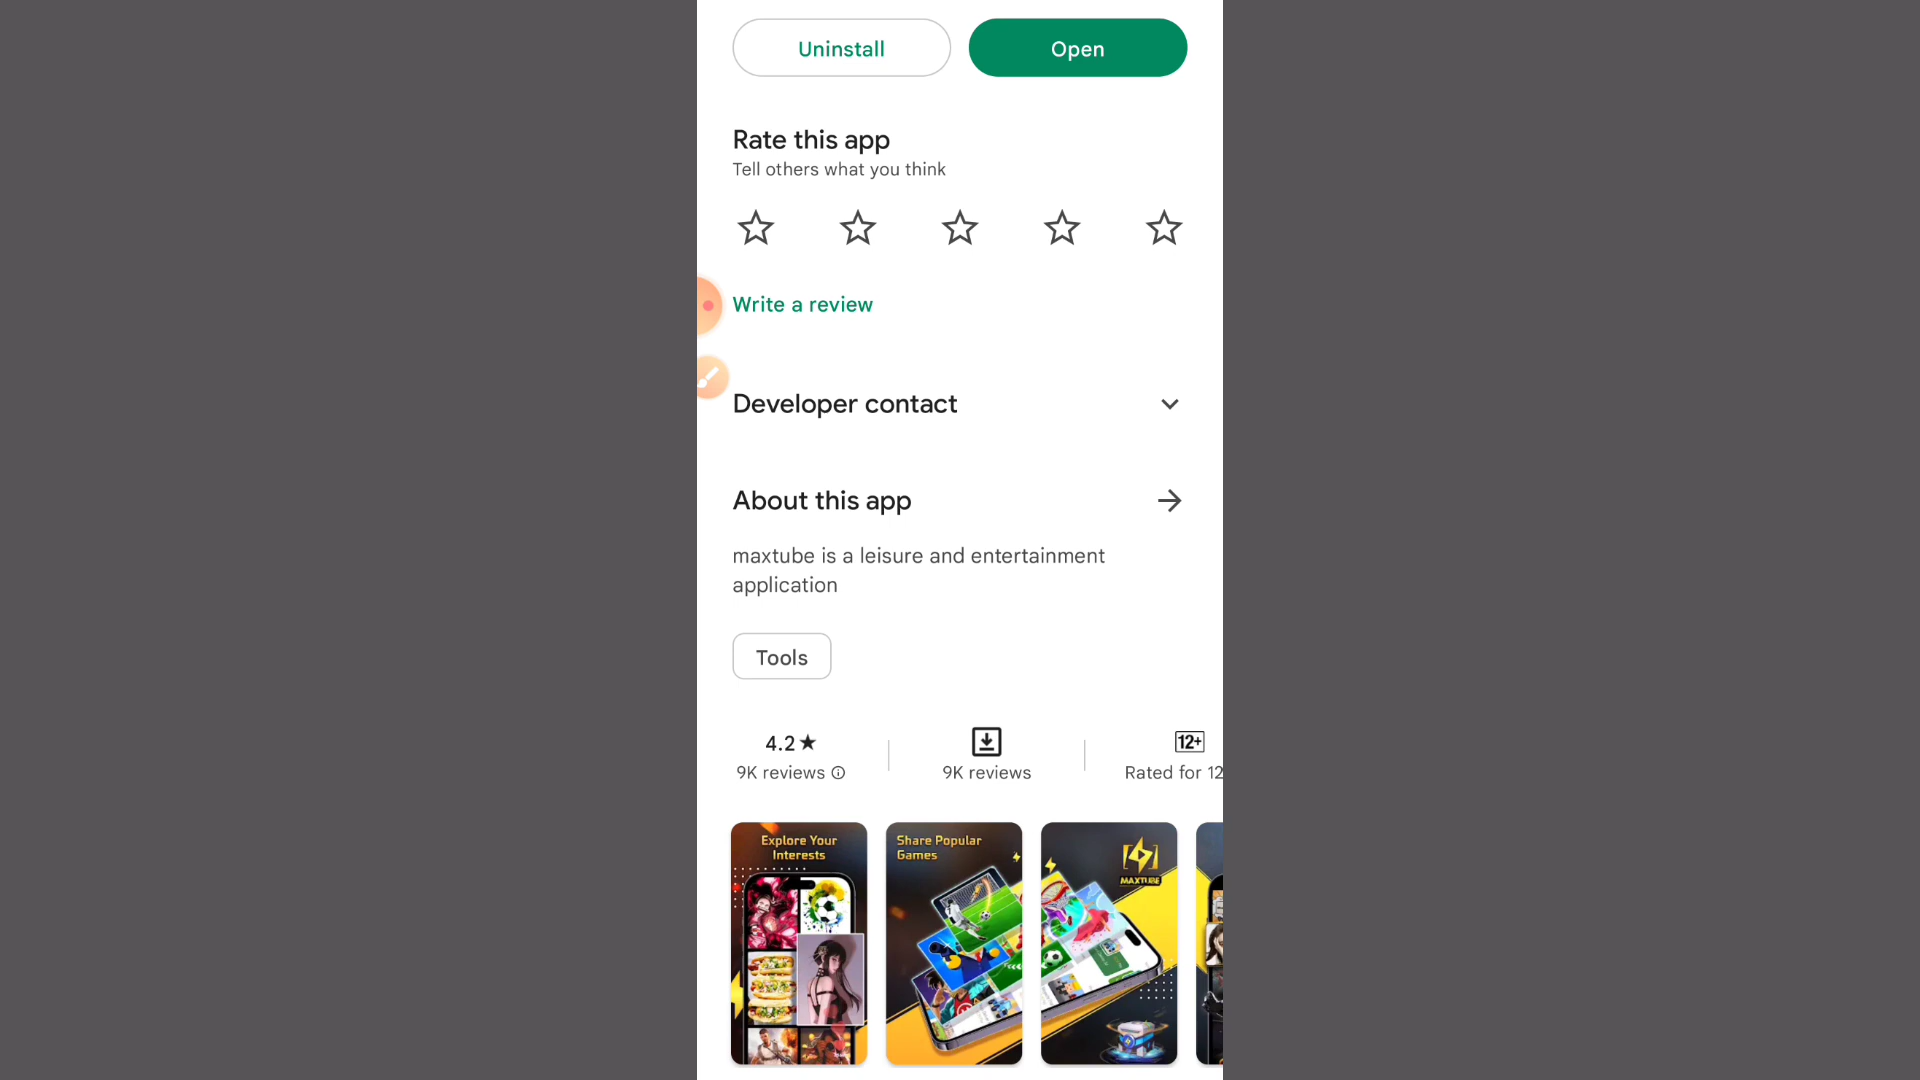 Uninstall
Open
Rate this app
Tell others what you think
Write a review
Developer contact
About this app
maxtube is a leisure and entertainment
application
Tools
4.2★
9K reviews
9K reviews
12+
Rated for 12
Explore Your
Interests
Share Popular
Games
MAXTUBE